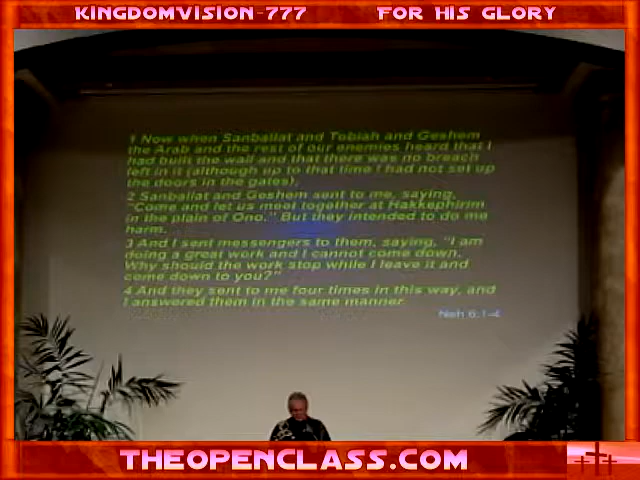 KINGDOMVISION-777 FOR HIS GLORY
1 Now when Sanballat and Tobiah and Geshem
the Arab and the rest of our enemies heard that I
had built the wall and that there was no breach
left in it (although up to that time I had not set up
the doors in the gates),
2 Sanballat and Geshem sent to me, saying,
"Come and let us meet together at Hakkephirim
in the plain of Ono." But they intended to do me
harm.
3 And I sent messengers to them, saying, "I am
doing a great work and I cannot come down.
Why should the work stop while I leave it and
come down to you?"
4 And they sent to me four times in this way, and
I answered them in the same manner.
Neh 6:1-4
THEOPENCLASS.COM